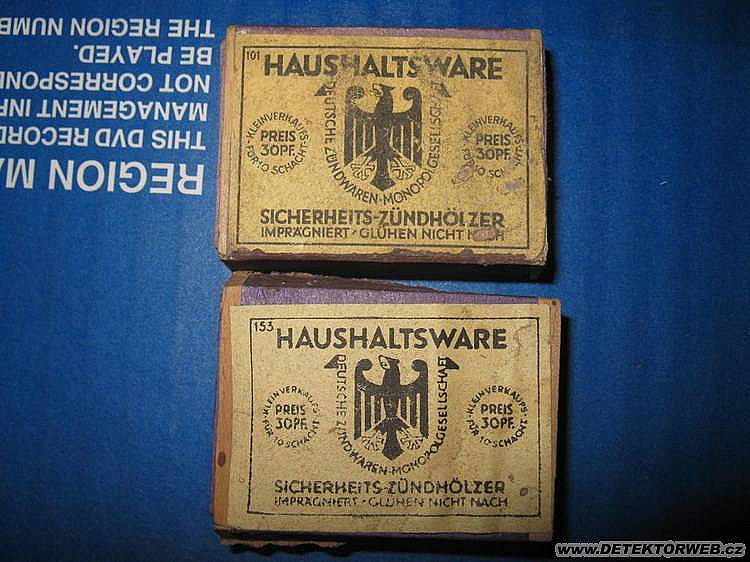 THE REGION NUMB
BE PLAYED.
NOT CORRESPOND
MANAGEMENT INF
THIS DVD RECORD
REGION MA
101
HAUSHALTSWARE
DEUTSCHE ZÜNDWAREN-MONOPOLGESELLSCHAFT
KLEINVERKAUFS-
PREIS
30PF.
FÜR 10 SCHACHT.
KLEINVERKAUFS-
PREIS
30PF.
FÜR 10 SCHACHT.
SICHERHEITS-ZÜNDHÖLZER
IMPRÄGNIERT · GLÜHEN NICHT NACH
153
HAUSHALTSWARE
DEUTSCHE ZÜNDWAREN-MONOPOLGESELLSCHAFT
KLEINVERKAUFS-
PREIS
30PF.
FÜR 10 SCHACHT.
KLEINVERKAUFS-
PREIS
30PF.
FÜR 10 SCHACHT.
SICHERHEITS-ZÜNDHÖLZER
IMPRÄGNIERT · GLÜHEN NICHT NACH
www.DETEKTORWEB.cz